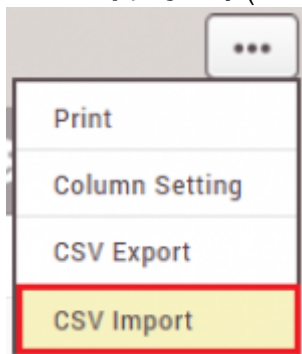 •••
Print
Column Setting
CSV Export
CSV Import